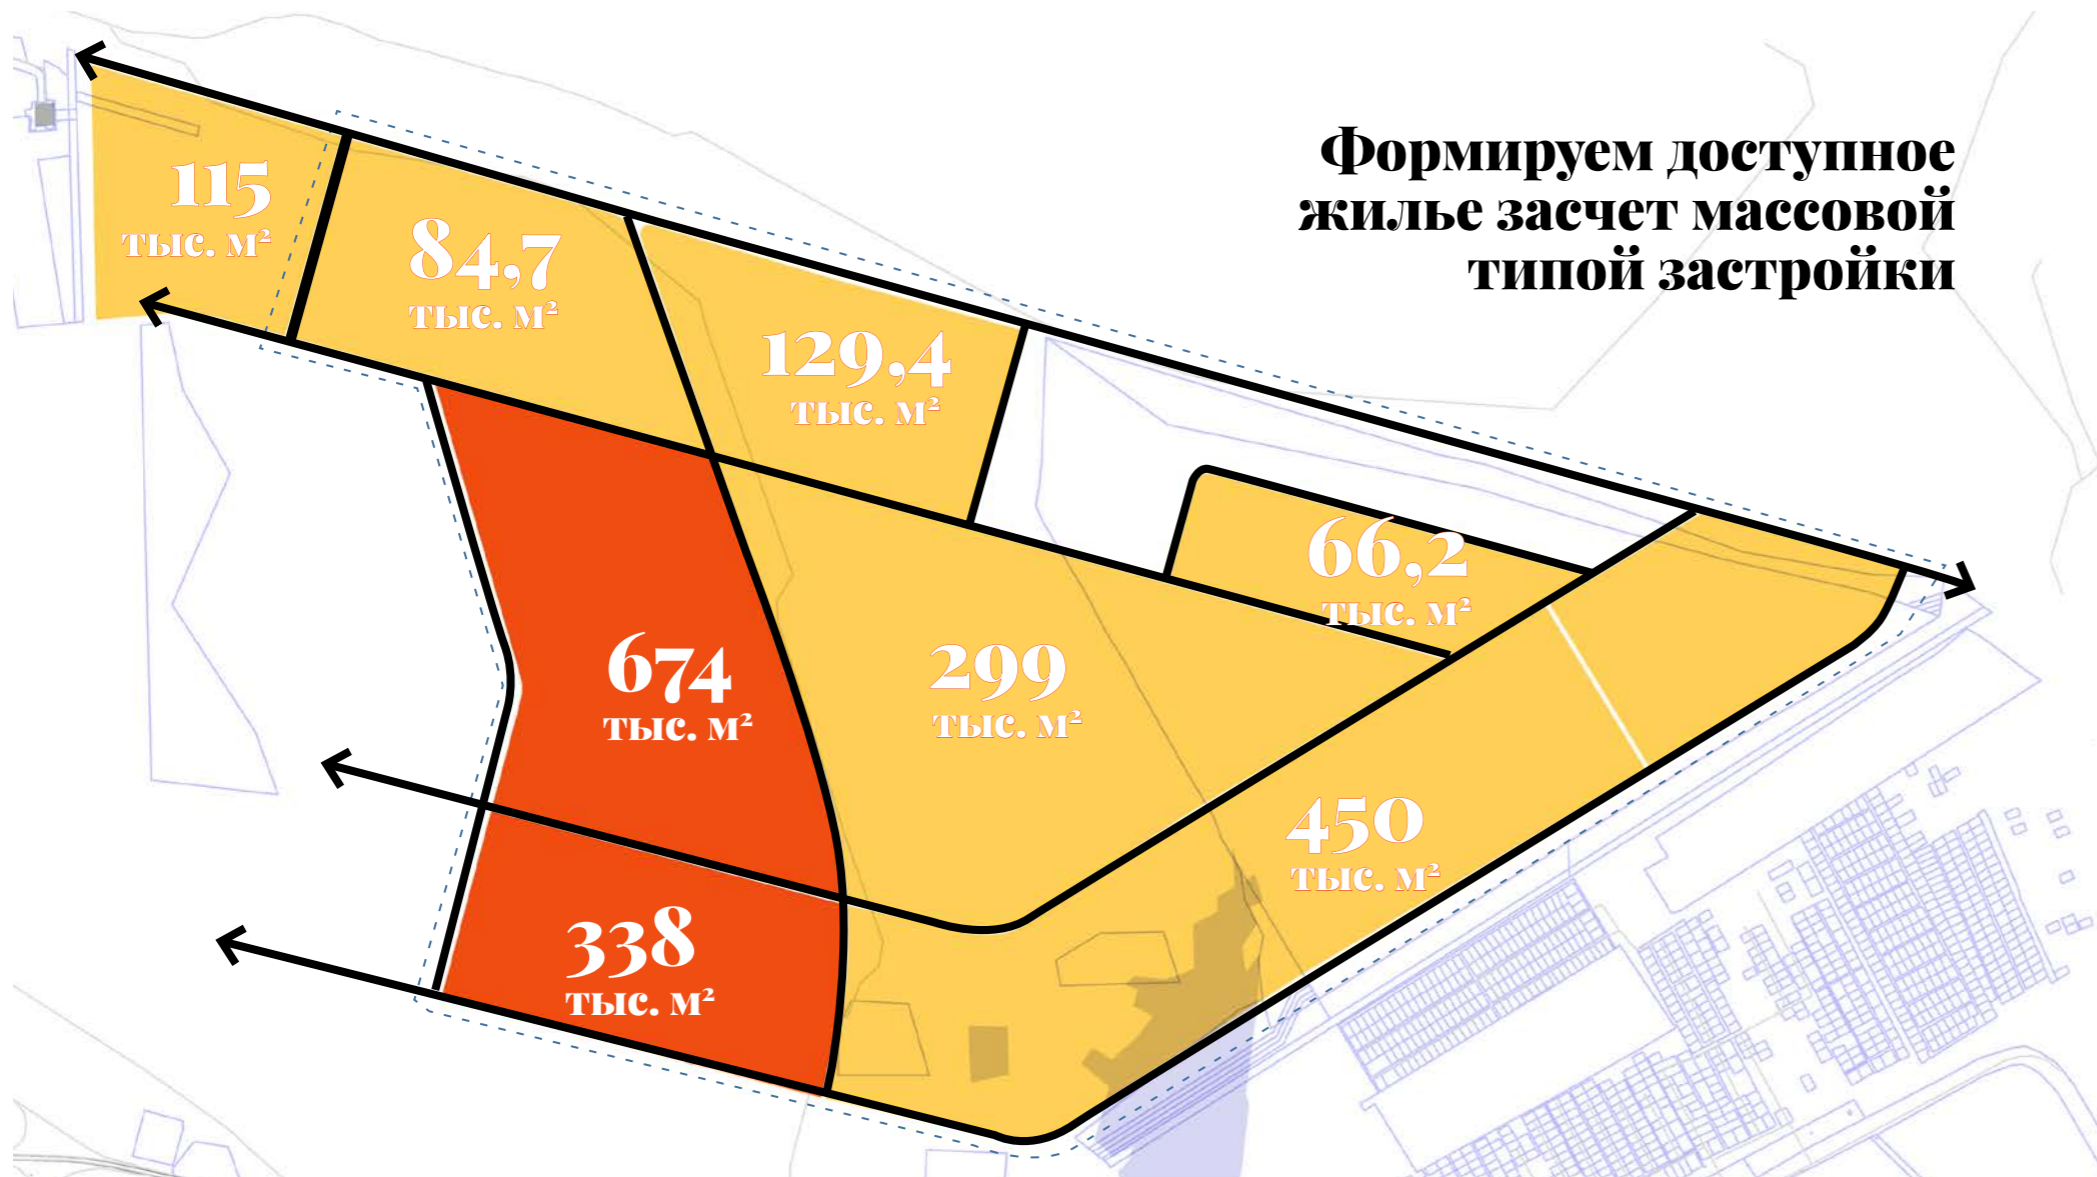 Формируем доступное
жилье засчет массовой
типой застройки
115
тыс. м²
84,7
тыс. м²
129,4
тыс. м²
66,2
тыс. м²
674
тыс. м²
299
тыс. м²
450
тыс. м²
338
тыс. м²